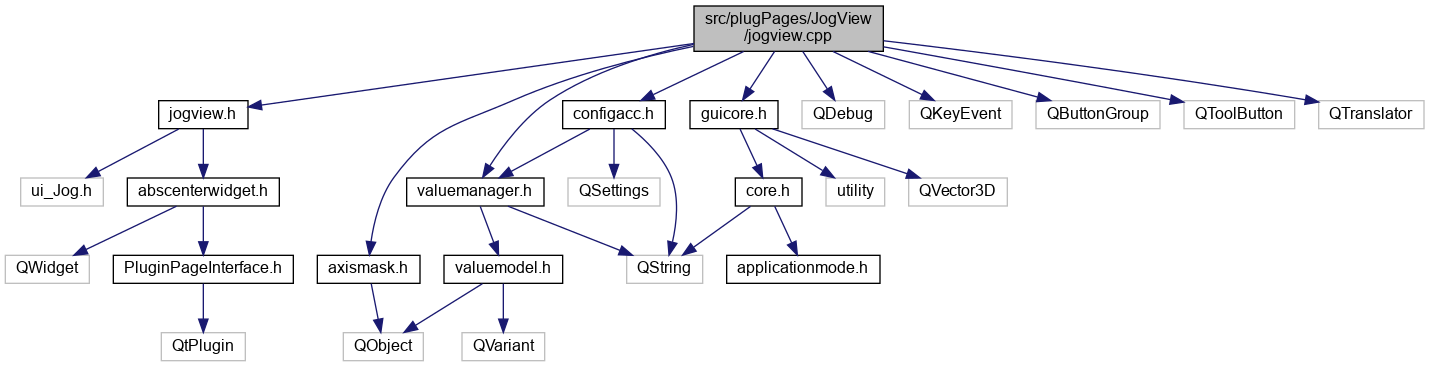 src/plugPages/JogView
/jogview.cpp
jogview.h
configacc.h
guicore.h
QDebug
QKeyEvent
QButtonGroup
QToolButton
QTranslator
ui_Jog.h
abscenterwidget.h
valuemanager.h
QSettings
core.h
utility
QVector3D
QWidget
PluginPageInterface.h
axismask.h
valuemodel.h
QString
applicationmode.h
QtPlugin
QObject
QVariant